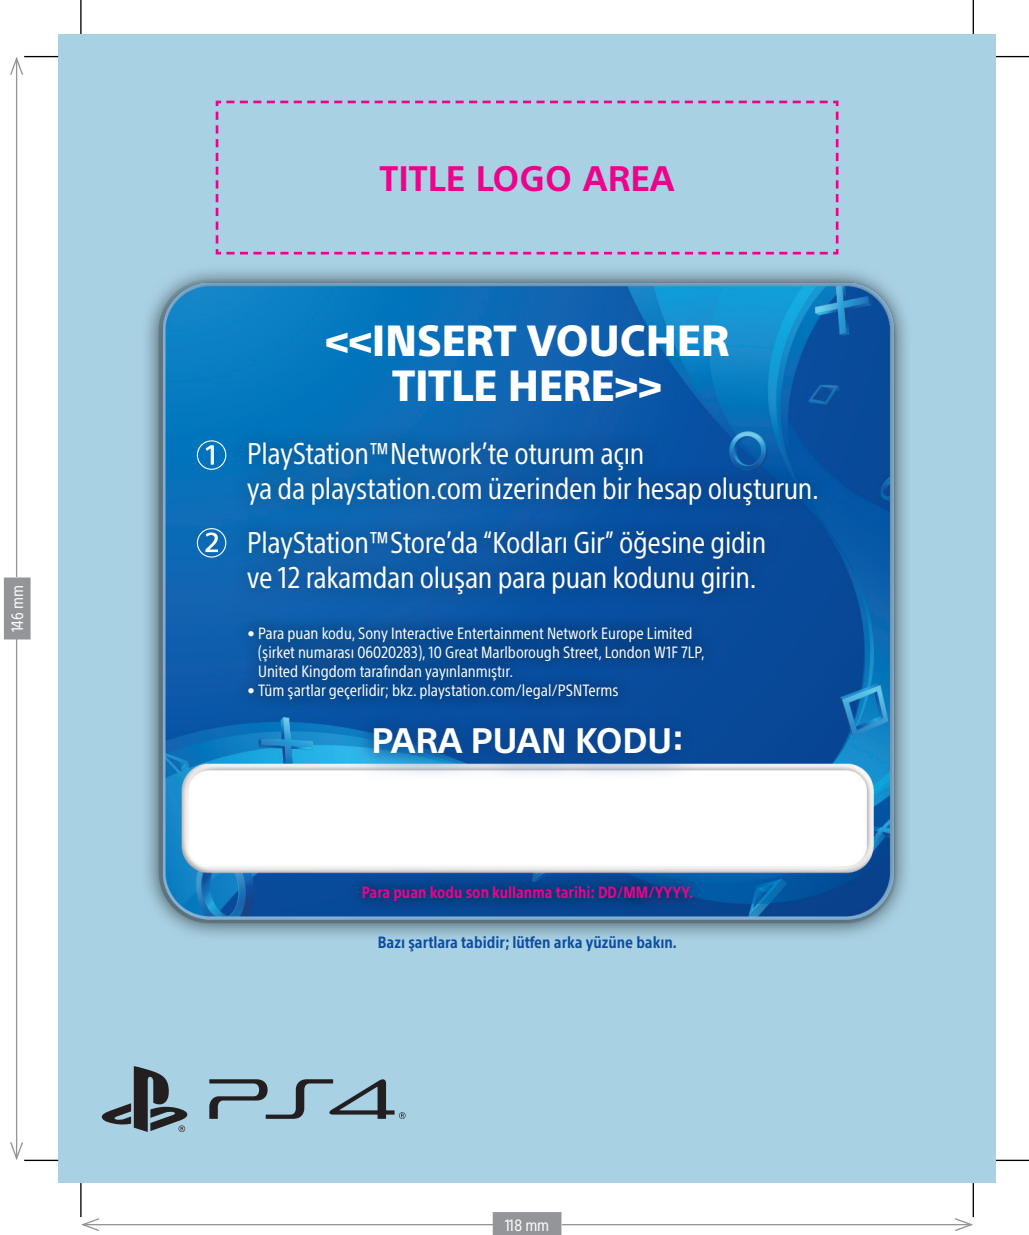 TITLE LOGO AREA
<<INSERT VOUCHER
TITLE HERE>>
① PlayStation™Network’te oturum açın
ya da playstation.com üzerinden bir hesap oluşturun.
② PlayStation™Store’da “Kodları Gir” öğesine gidin
ve 12 rakamdan oluşan para puan kodunu girin.
• Para puan kodu, Sony Interactive Entertainment Network Europe Limited
(şirket numarası 06020283), 10 Great Marlborough Street, London W1F 7LP,
United Kingdom tarafından yayınlanmıştır.
• Tüm şartlar geçerlidir; bkz. playstation.com/legal/PSNTerms
PARA PUAN KODU:
Para puan kodu son kullanma tarihi: DD/MM/YYYY.
Bazı şartlara tabidir; lütfen arka yüzüne bakın.
® PS4®
146 mm
118 mm